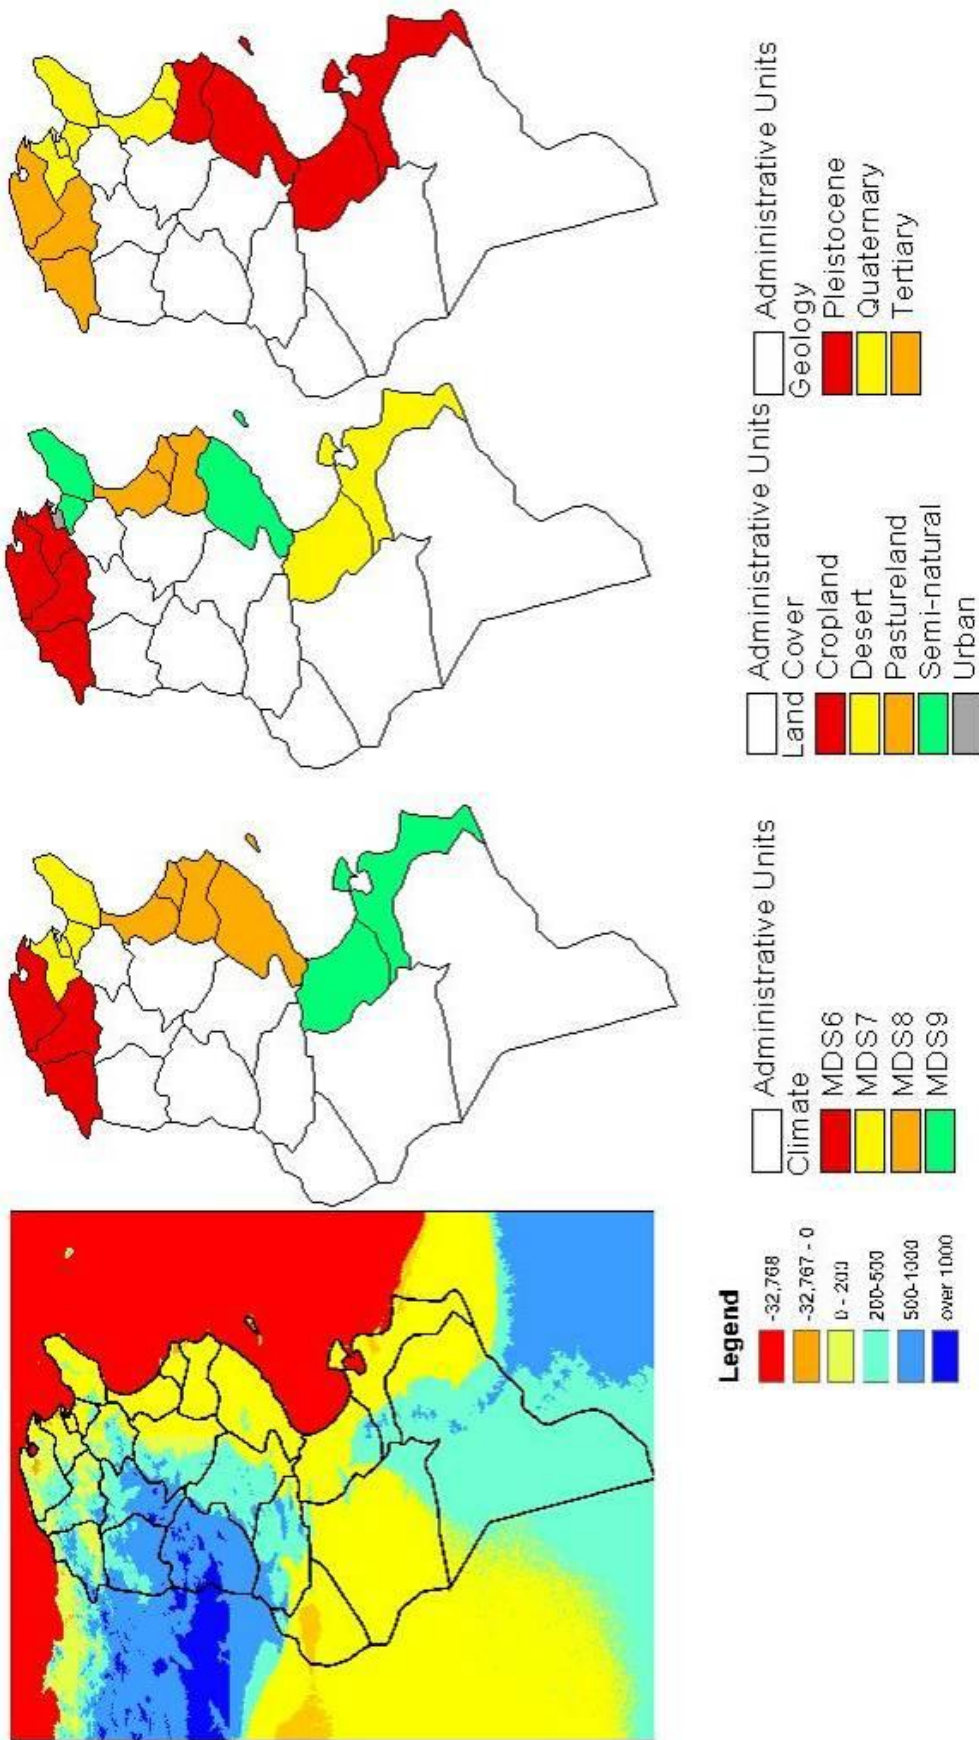 Legend
-32,768
-32,767 - 0
0 - 200
200-500
500-1000
over 1000
Administrative Units
Climate
MDS6
MDS7
MDS8
MDS9
Administrative Units
Land Cover
Cropland
Desert
Pastureland
Semi-natural
Urban
Administrative Units
Geology
Pleistocene
Quaternary
Tertiary